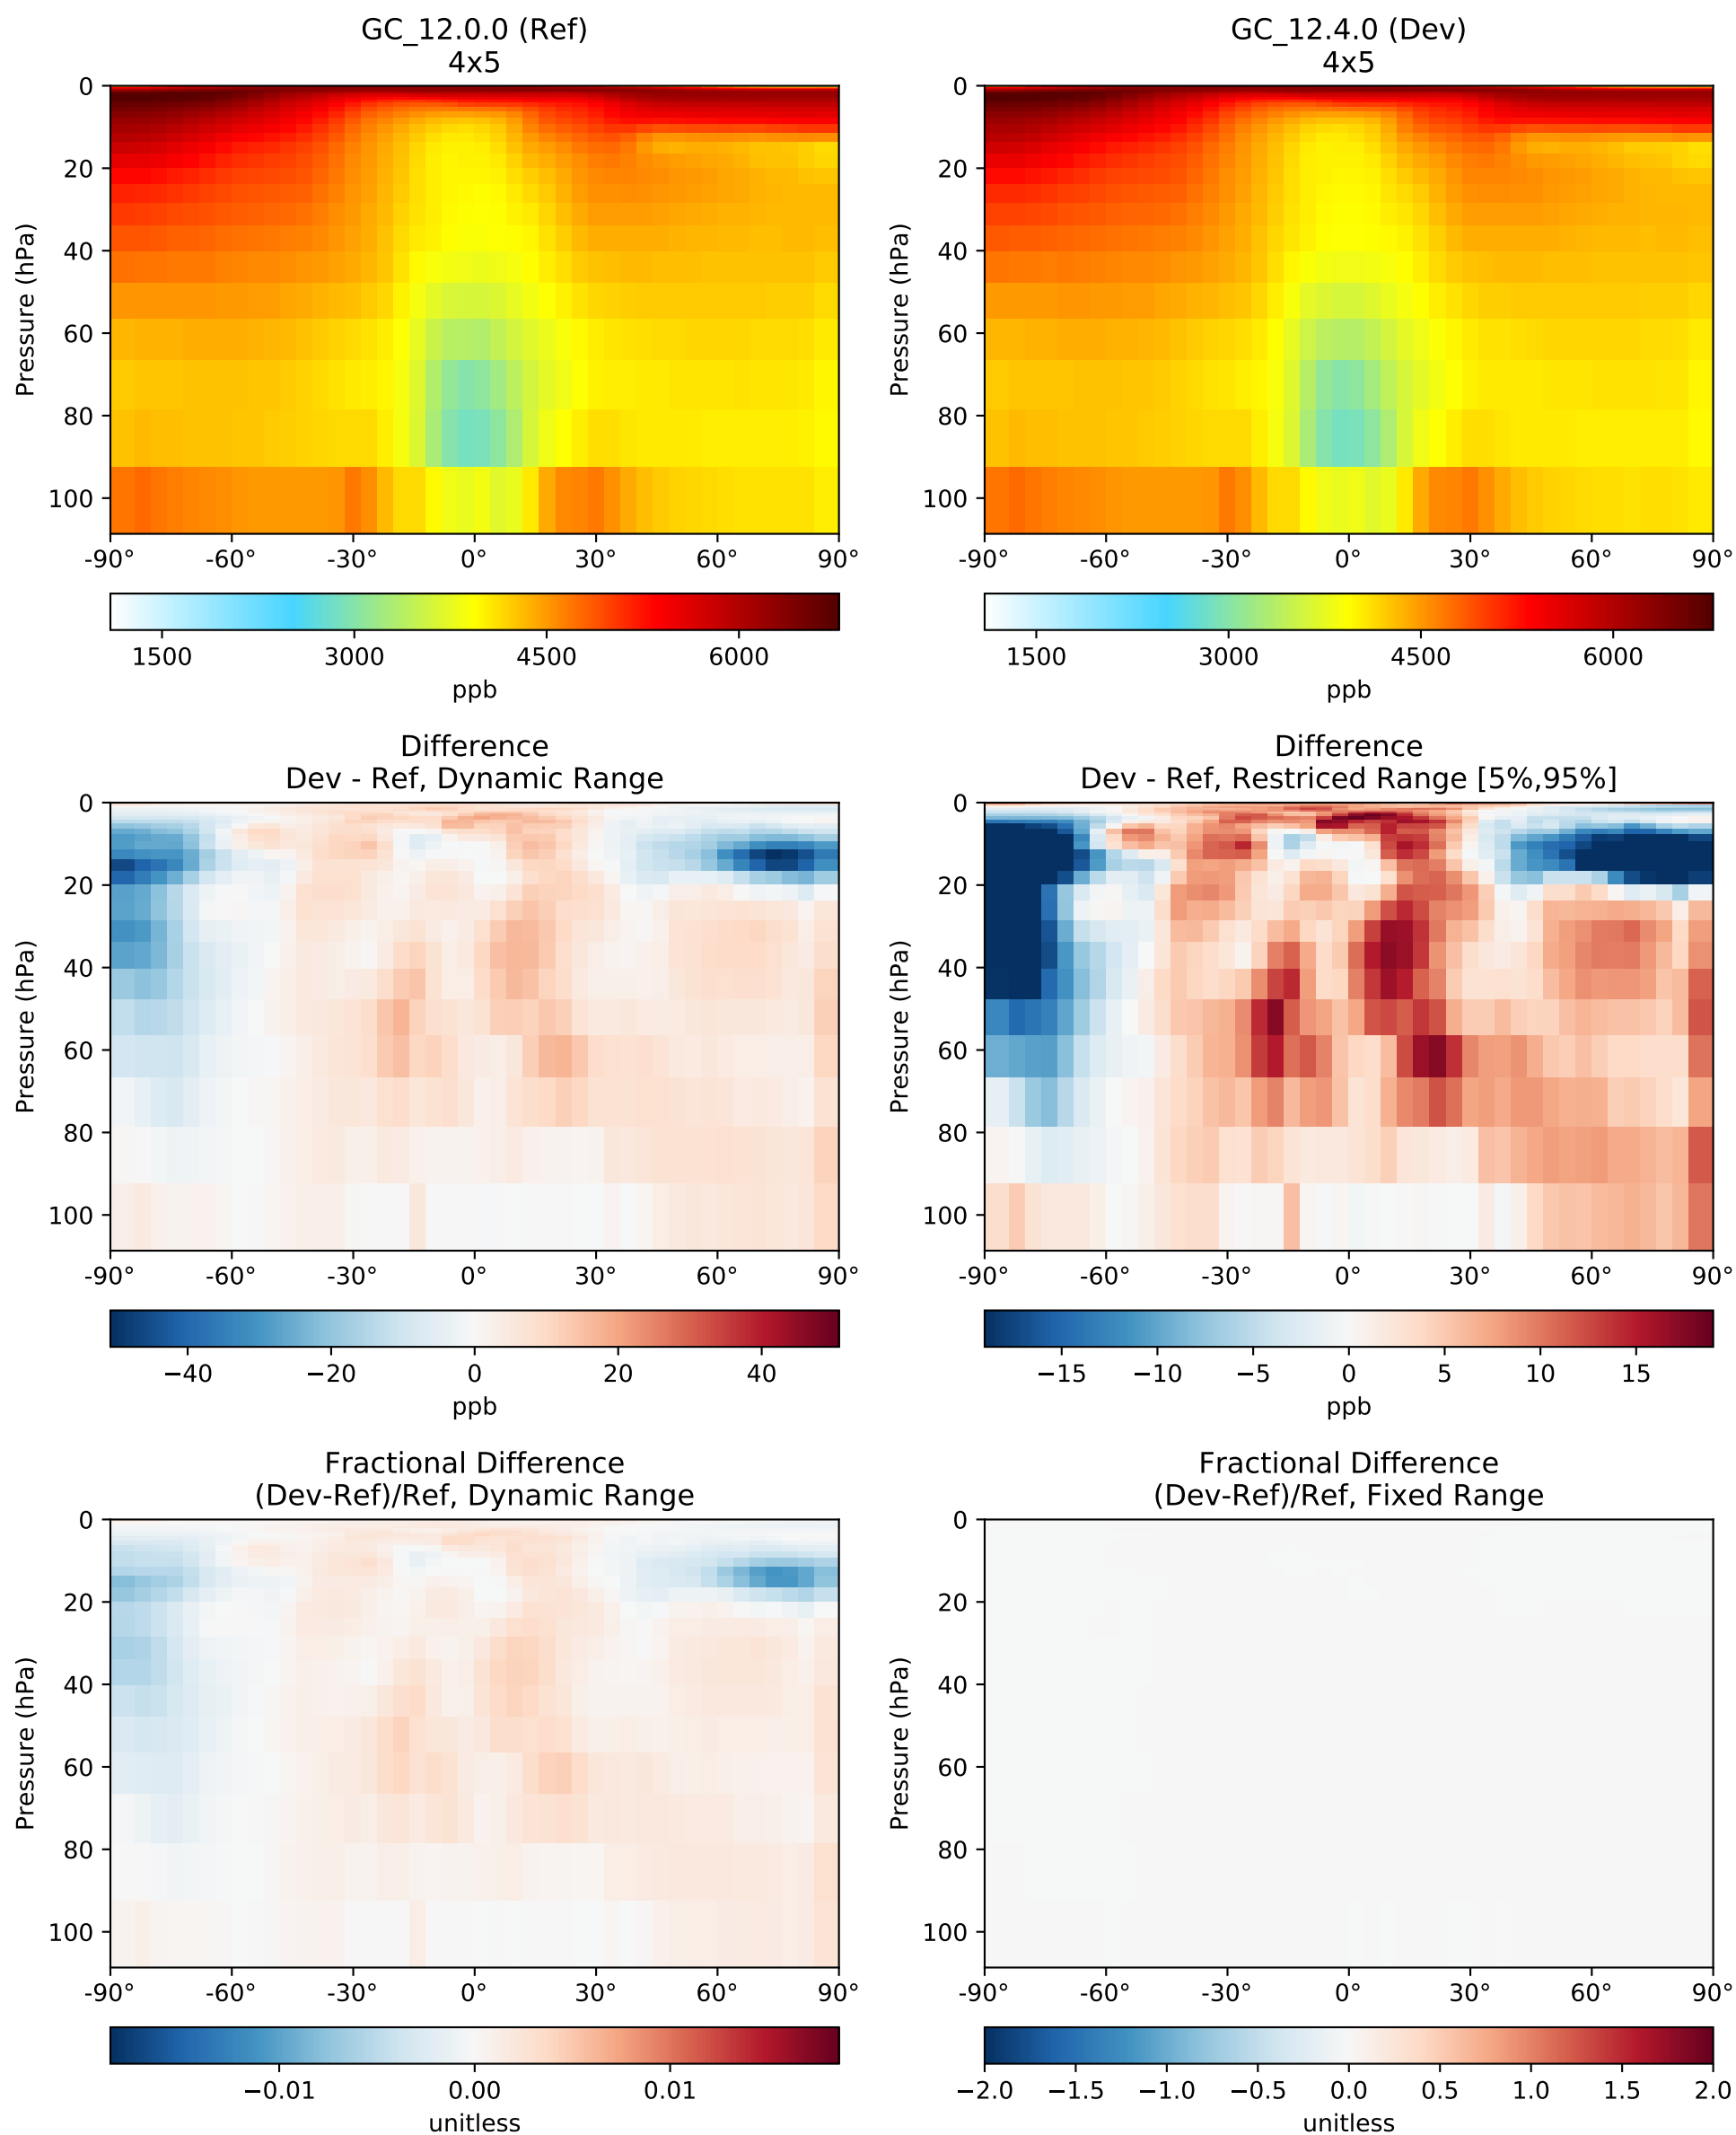 GC_12.0.0 (Ref)
4x5
GC_12.4.0 (Dev)
4x5
0
20
40
60
80
100
Pressure (hPa)
-90° -60° -30° 0° 30° 60° 90°
1500 3000 4500 6000
ppb
0
20
40
60
80
100
Pressure (hPa)
-90° -60° -30° 0° 30° 60° 90°
1500 3000 4500 6000
ppb
Difference
Dev - Ref, Dynamic Range
Difference
Dev - Ref, Restriced Range [5%,95%]
0
20
40
60
80
100
Pressure (hPa)
-90° -60° -30° 0° 30° 60° 90°
−40 −20 0 20 40
ppb
0
20
40
60
80
100
Pressure (hPa)
-90° -60° -30° 0° 30° 60° 90°
−15 −10 −5 0 5 10 15
ppb
Fractional Difference
(Dev-Ref)/Ref, Dynamic Range
Fractional Difference
(Dev-Ref)/Ref, Fixed Range
0
20
40
60
80
100
Pressure (hPa)
-90° -60° -30° 0° 30° 60° 90°
−0.01 0.00 0.01
unitless
0
20
40
60
80
100
Pressure (hPa)
-90° -60° -30° 0° 30° 60° 90°
−2.0 −1.5 −1.0 −0.5 0.0 0.5 1.0 1.5 2.0
unitless